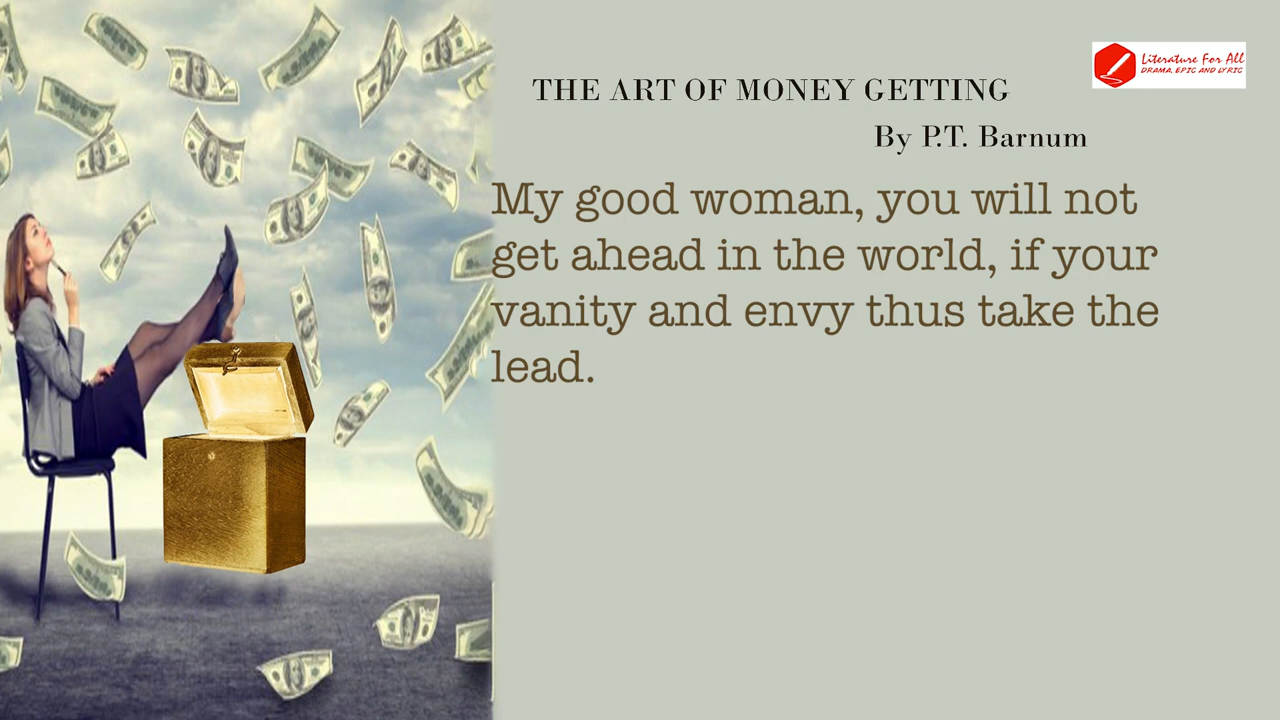 Literature For All
DRAMA, EPIC AND LYRIC
THE ART OF MONEY GETTING
By P.T. Barnum
My good woman, you will not
get ahead in the world, if your
vanity and envy thus take the
lead.